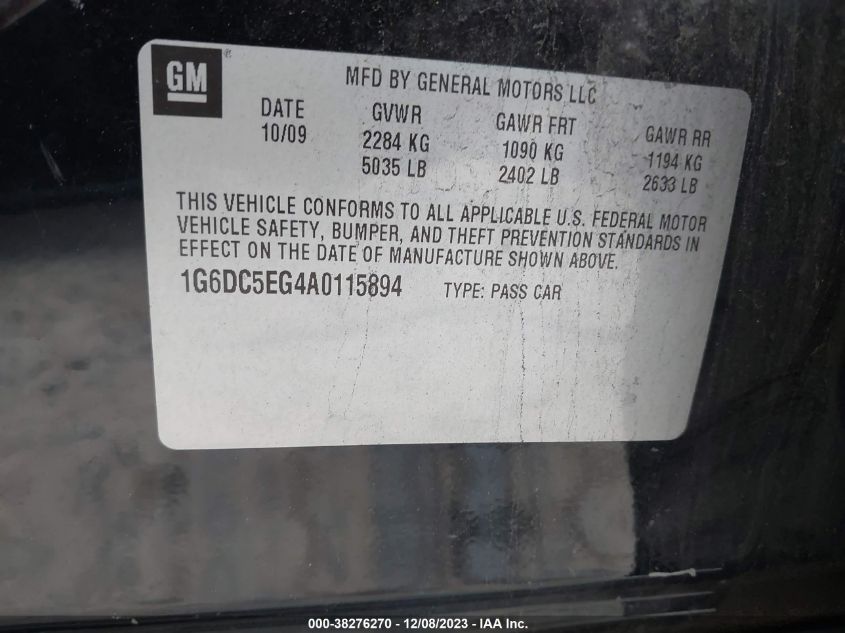 GM ®
MFD BY GENERAL MOTORS LLC
DATE GVWR GAWR FRT GAWR RR
10/09 2284 KG 1090 KG 1194 KG
5035 LB 2402 LB 2633 LB
THIS VEHICLE CONFORMS TO ALL APPLICABLE U.S. FEDERAL MOTOR
VEHICLE SAFETY, BUMPER, AND THEFT PREVENTION STANDARDS IN
EFFECT ON THE DATE OF MANUFACTURE SHOWN ABOVE.
1G6DC5EG4A0115894 TYPE: PASS CAR
000-38276270 - 12/08/2023 - IAA Inc.